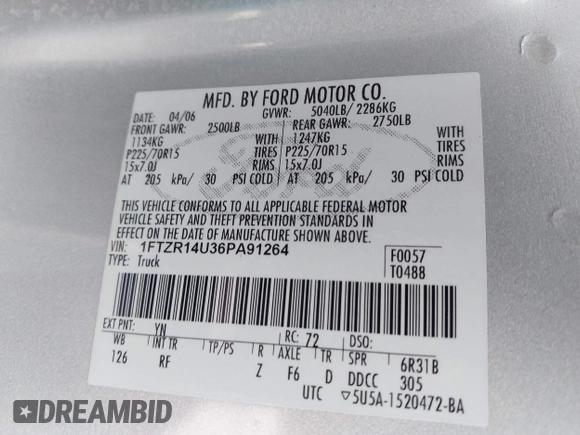 MFD. BY FORD MOTOR CO.
DATE: 04/06 GVWR: 5040LB/ 2286KG
FRONT GAWR: 2500LB REAR GAWR: 2750LB
1134KG WITH 1247KG WITH
P225/70R15 TIRES P225/70R15 TIRES
15x7.0J RIMS 15x7.0J RIMS
AT 205 kPa/ 30 PSI COLD AT 205 kPa/ 30 PSI COLD
THIS VEHICLE CONFORMS TO ALL APPLICABLE FEDERAL MOTOR
VEHICLE SAFETY AND THEFT PREVENTION STANDARDS IN
EFFECT ON THE DATE OF MANUFACTURE SHOWN ABOVE.
VIN: 1FTZR14U36PA91264 F0057
TYPE: Truck T0488
EXT PNT: YN RC: 72 DSO:
WB INT TR TP/PS R AXLE TR SPR 6R31B
126 RF Z F6 D DDCC 305
UTC ▽5U5A-1520472-BA
Ford
DREAMBID